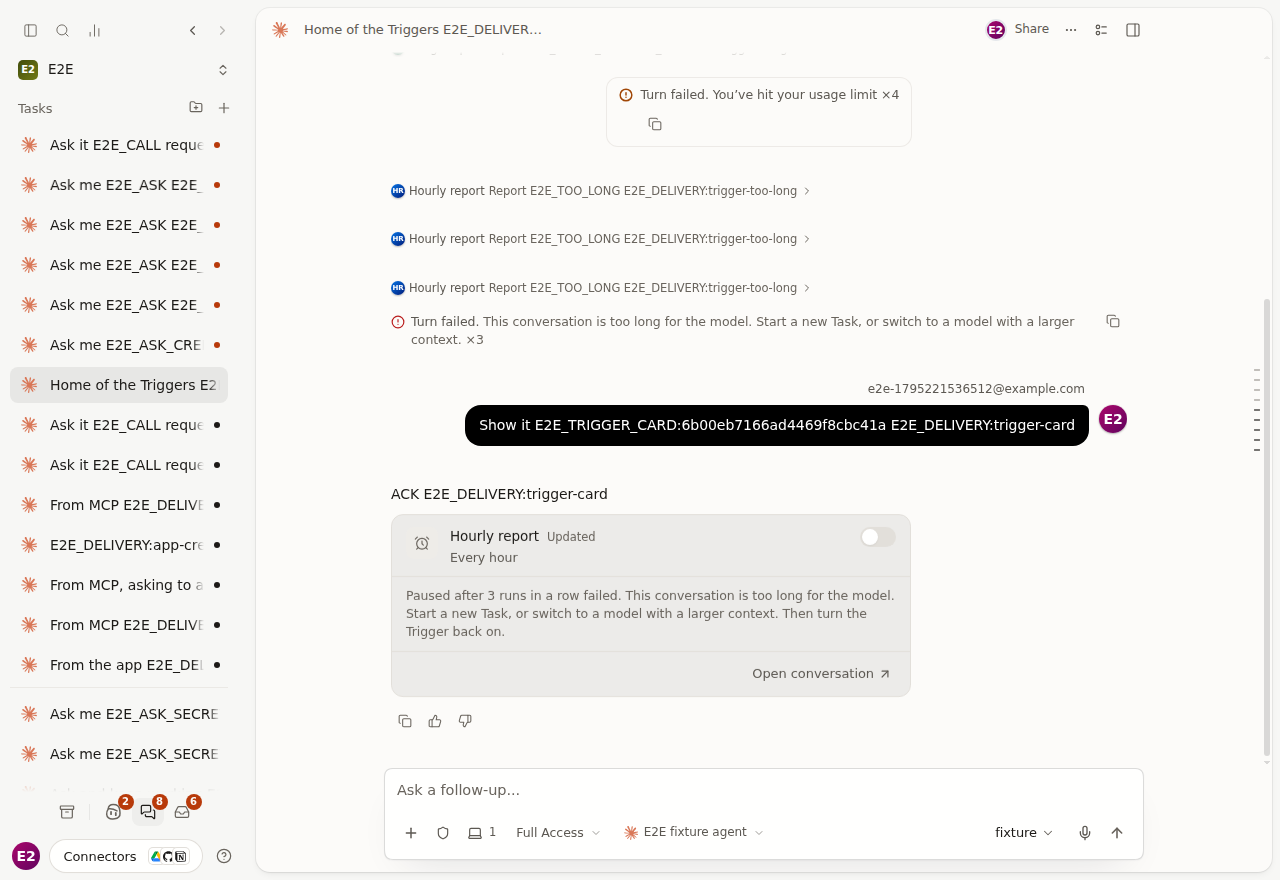 E2 E2E
Tasks
Ask it E2E_CALL reque
Ask me E2E_ASK E2E_
Ask me E2E_ASK E2E_
Ask me E2E_ASK E2E_
Ask me E2E_ASK E2E_
Ask me E2E_ASK_CRE
Home of the Triggers E2
Ask it E2E_CALL reque
Ask it E2E_CALL reque
From MCP E2E_DELIVE
E2E_DELIVERY:app-cre
From MCP, asking to a
From MCP E2E_DELIVE
From the app E2E_DEL
Ask me E2E_ASK_SECRE
Ask me E2E_ASK_SECRE
2 8 6
E2 Connectors
Home of the Triggers E2E_DELIVER…
E2 Share
Turn failed. You’ve hit your usage limit ×4
HR Hourly report Report E2E_TOO_LONG E2E_DELIVERY:trigger-too-long
HR Hourly report Report E2E_TOO_LONG E2E_DELIVERY:trigger-too-long
HR Hourly report Report E2E_TOO_LONG E2E_DELIVERY:trigger-too-long
Turn failed. This conversation is too long for the model. Start a new Task, or switch to a model with a larger
context. ×3
e2e-1795221536512@example.com
Show it E2E_TRIGGER_CARD:6b00eb7166ad4469f8cbc41a E2E_DELIVERY:trigger-card
E2
ACK E2E_DELIVERY:trigger-card
Hourly report Updated
Every hour
Paused after 3 runs in a row failed. This conversation is too long for the model.
Start a new Task, or switch to a model with a larger context. Then turn the
Trigger back on.
Open conversation
Ask a follow-up…
1 Full Access E2E fixture agent fixture